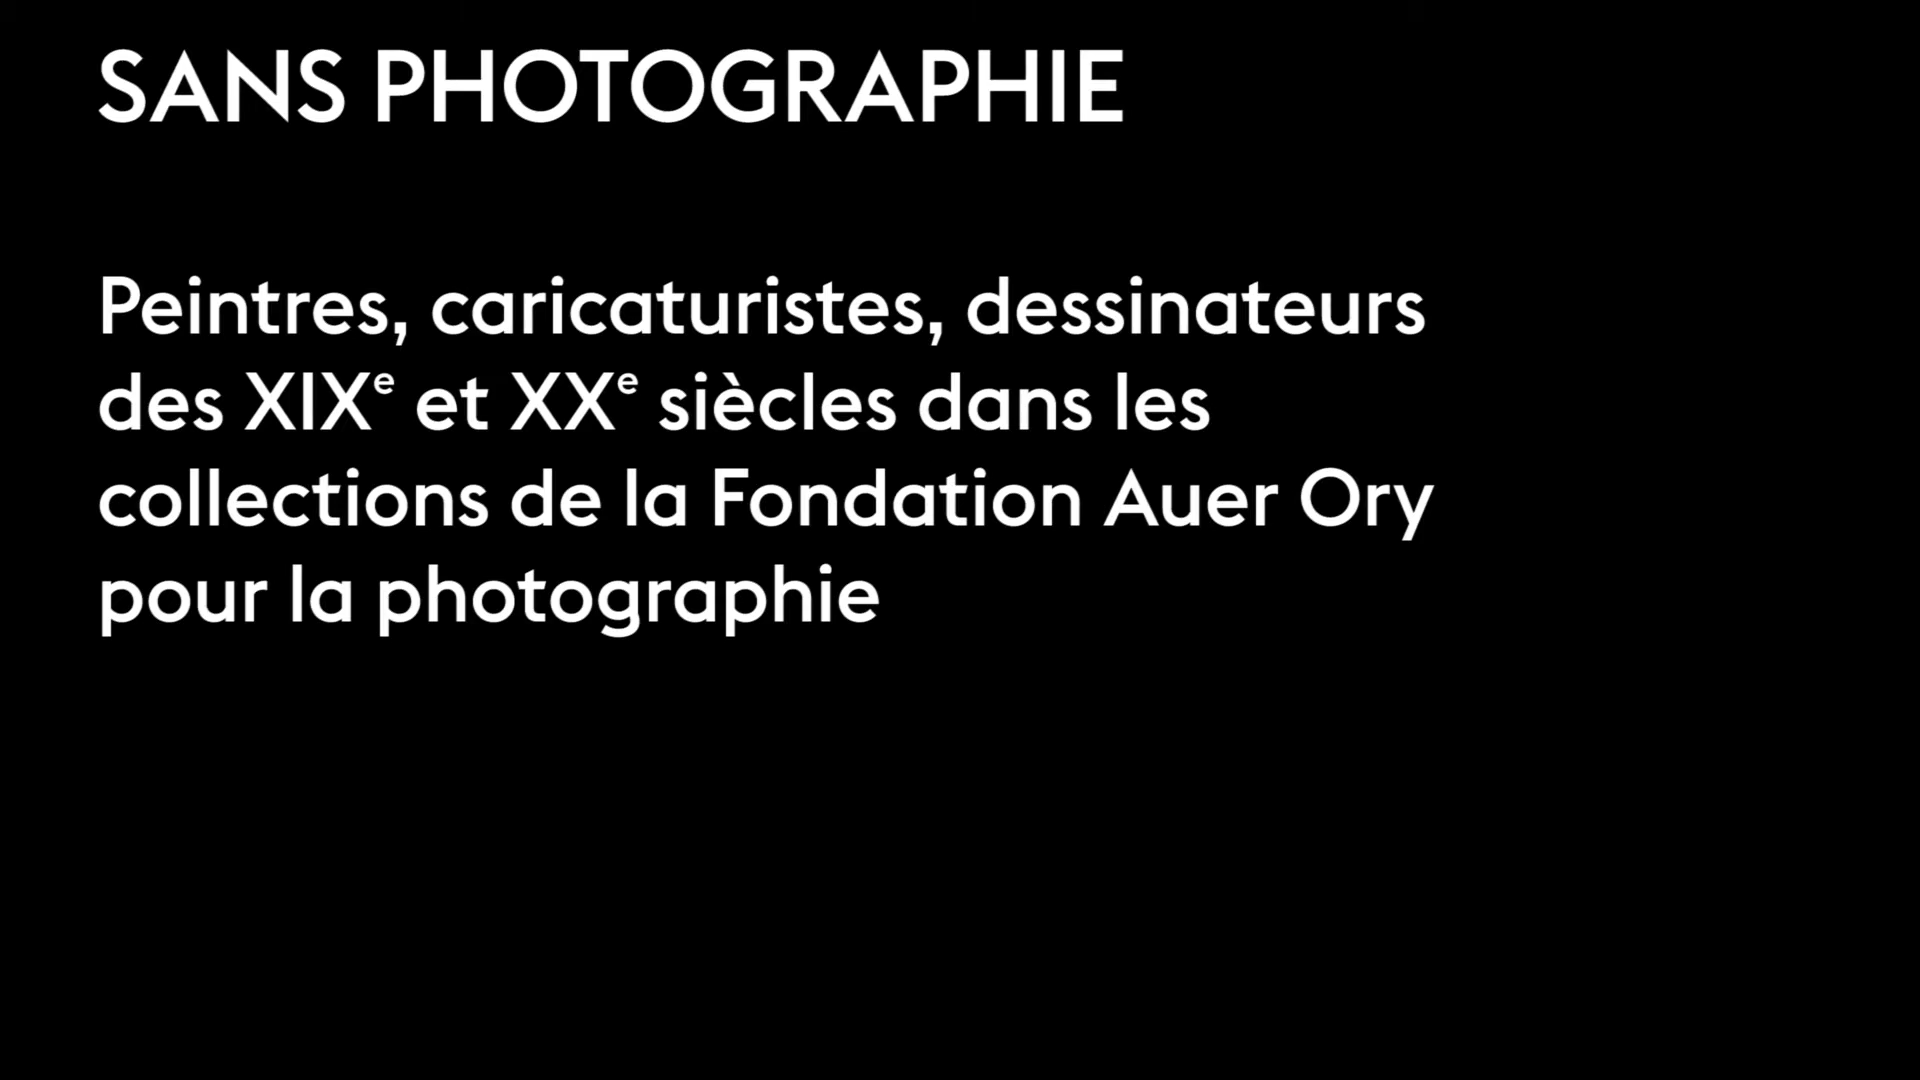 SANS PHOTOGRAPHIE
Peintres, caricaturistes, dessinateurs
des XIXᵉ et XXᵉ siècles dans les
collections de la Fondation Auer Ory
pour la photographie